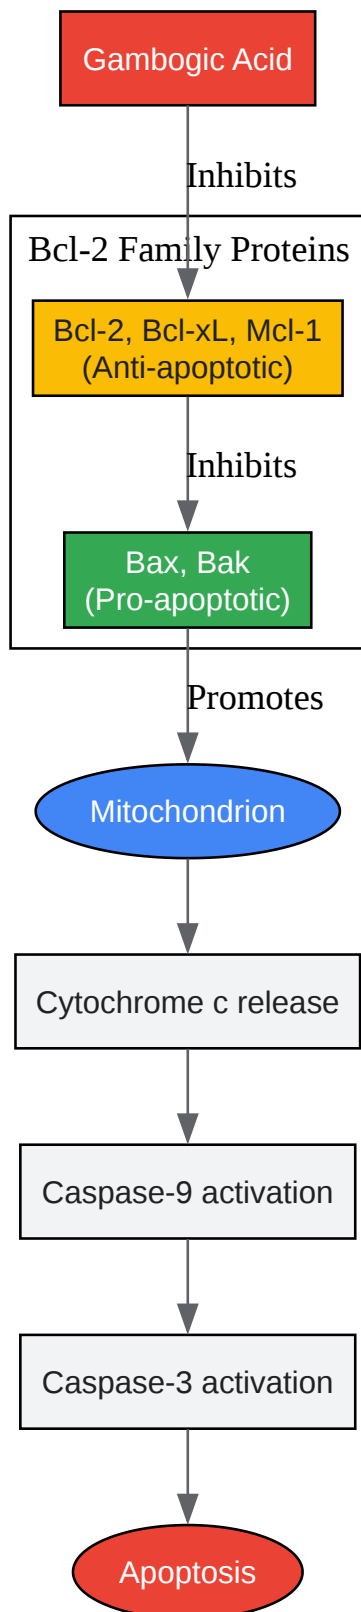 Gambogic Acid
Inhibits
Bcl-2 Family Proteins
Bcl-2, Bcl-xL, Mcl-1
(Anti-apoptotic)
Inhibits
Bax, Bak
(Pro-apoptotic)
Promotes
Mitochondrion
Cytochrome c release
Caspase-9 activation
Caspase-3 activation
Apoptosis